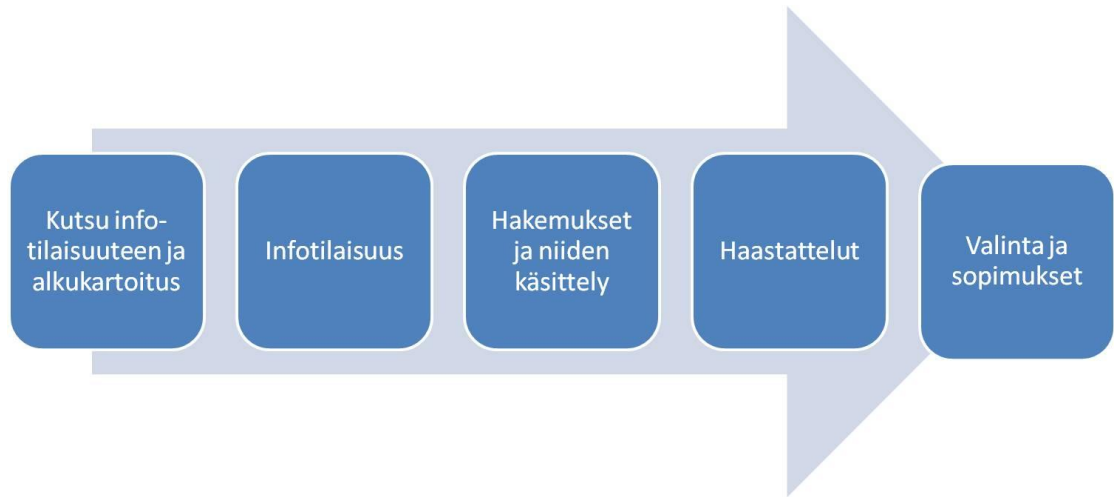 Kutsu info-
tilaisuuteen ja
alkukartoitus
Infotilaisuus
Hakemukset
ja niiden
käsittely
Haastattelut
Valinta ja
sopimukset